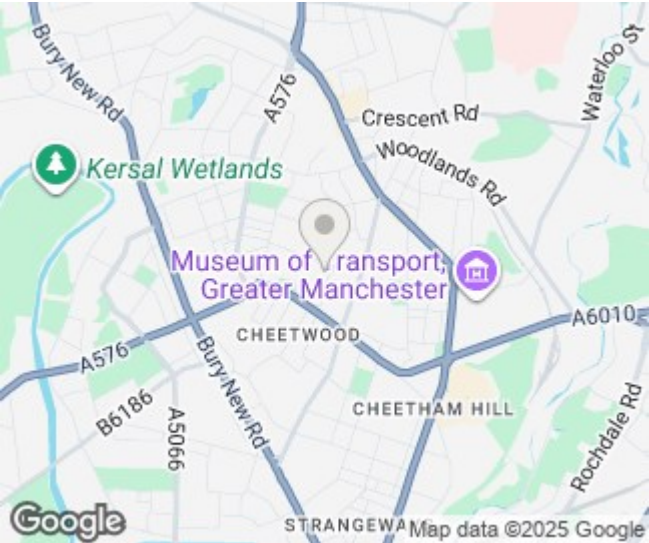 Bury New Rd
A576
Waterloo St
Crescent Rd
Woodlands Rd
Kersal Wetlands
Museum of Transport,
Greater Manchester
A6010
CHEETWOOD
A576
Bury New Rd
B6186
A5066
CHEETHAM HILL
Rochdale Rd
STRANGEWA
Google
Map data ©2025 Google